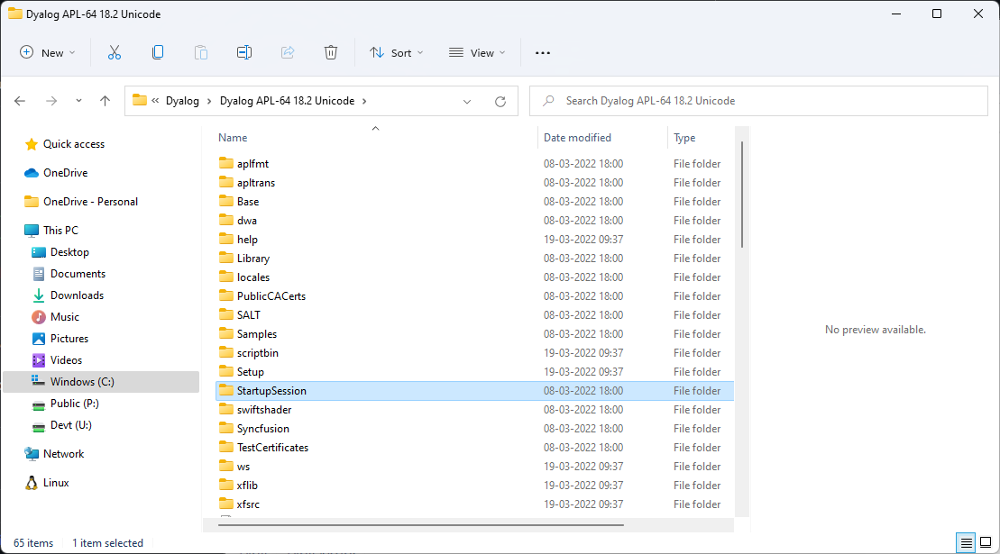 Dyalog APL-64 18.2 Unicode
New
Sort
View
« Dyalog > Dyalog APL-64 18.2 Unicode >
Search Dyalog APL-64 18.2 Unicode
Quick access
OneDrive
OneDrive - Personal
This PC
Desktop
Documents
Downloads
Music
Pictures
Videos
Windows (C:)
Public (P:)
Devt (U:)
Network
Linux
Name Date modified Type
aplfmt 08-03-2022 18:00 File folder
apltrans 08-03-2022 18:00 File folder
Base 08-03-2022 18:00 File folder
dwa 08-03-2022 18:00 File folder
help 19-03-2022 09:37 File folder
Library 08-03-2022 18:00 File folder
locales 08-03-2022 18:00 File folder
PublicCACerts 08-03-2022 18:00 File folder
SALT 08-03-2022 18:00 File folder
Samples 08-03-2022 18:00 File folder
scriptbin 19-03-2022 09:37 File folder
Setup 19-03-2022 09:37 File folder
StartupSession 08-03-2022 18:00 File folder
swiftshader 08-03-2022 18:00 File folder
Syncfusion 08-03-2022 18:00 File folder
TestCertificates 08-03-2022 18:00 File folder
ws 19-03-2022 09:37 File folder
xflib 19-03-2022 09:37 File folder
xfsrc 19-03-2022 09:37 File folder
No preview available.
65 items 1 item selected